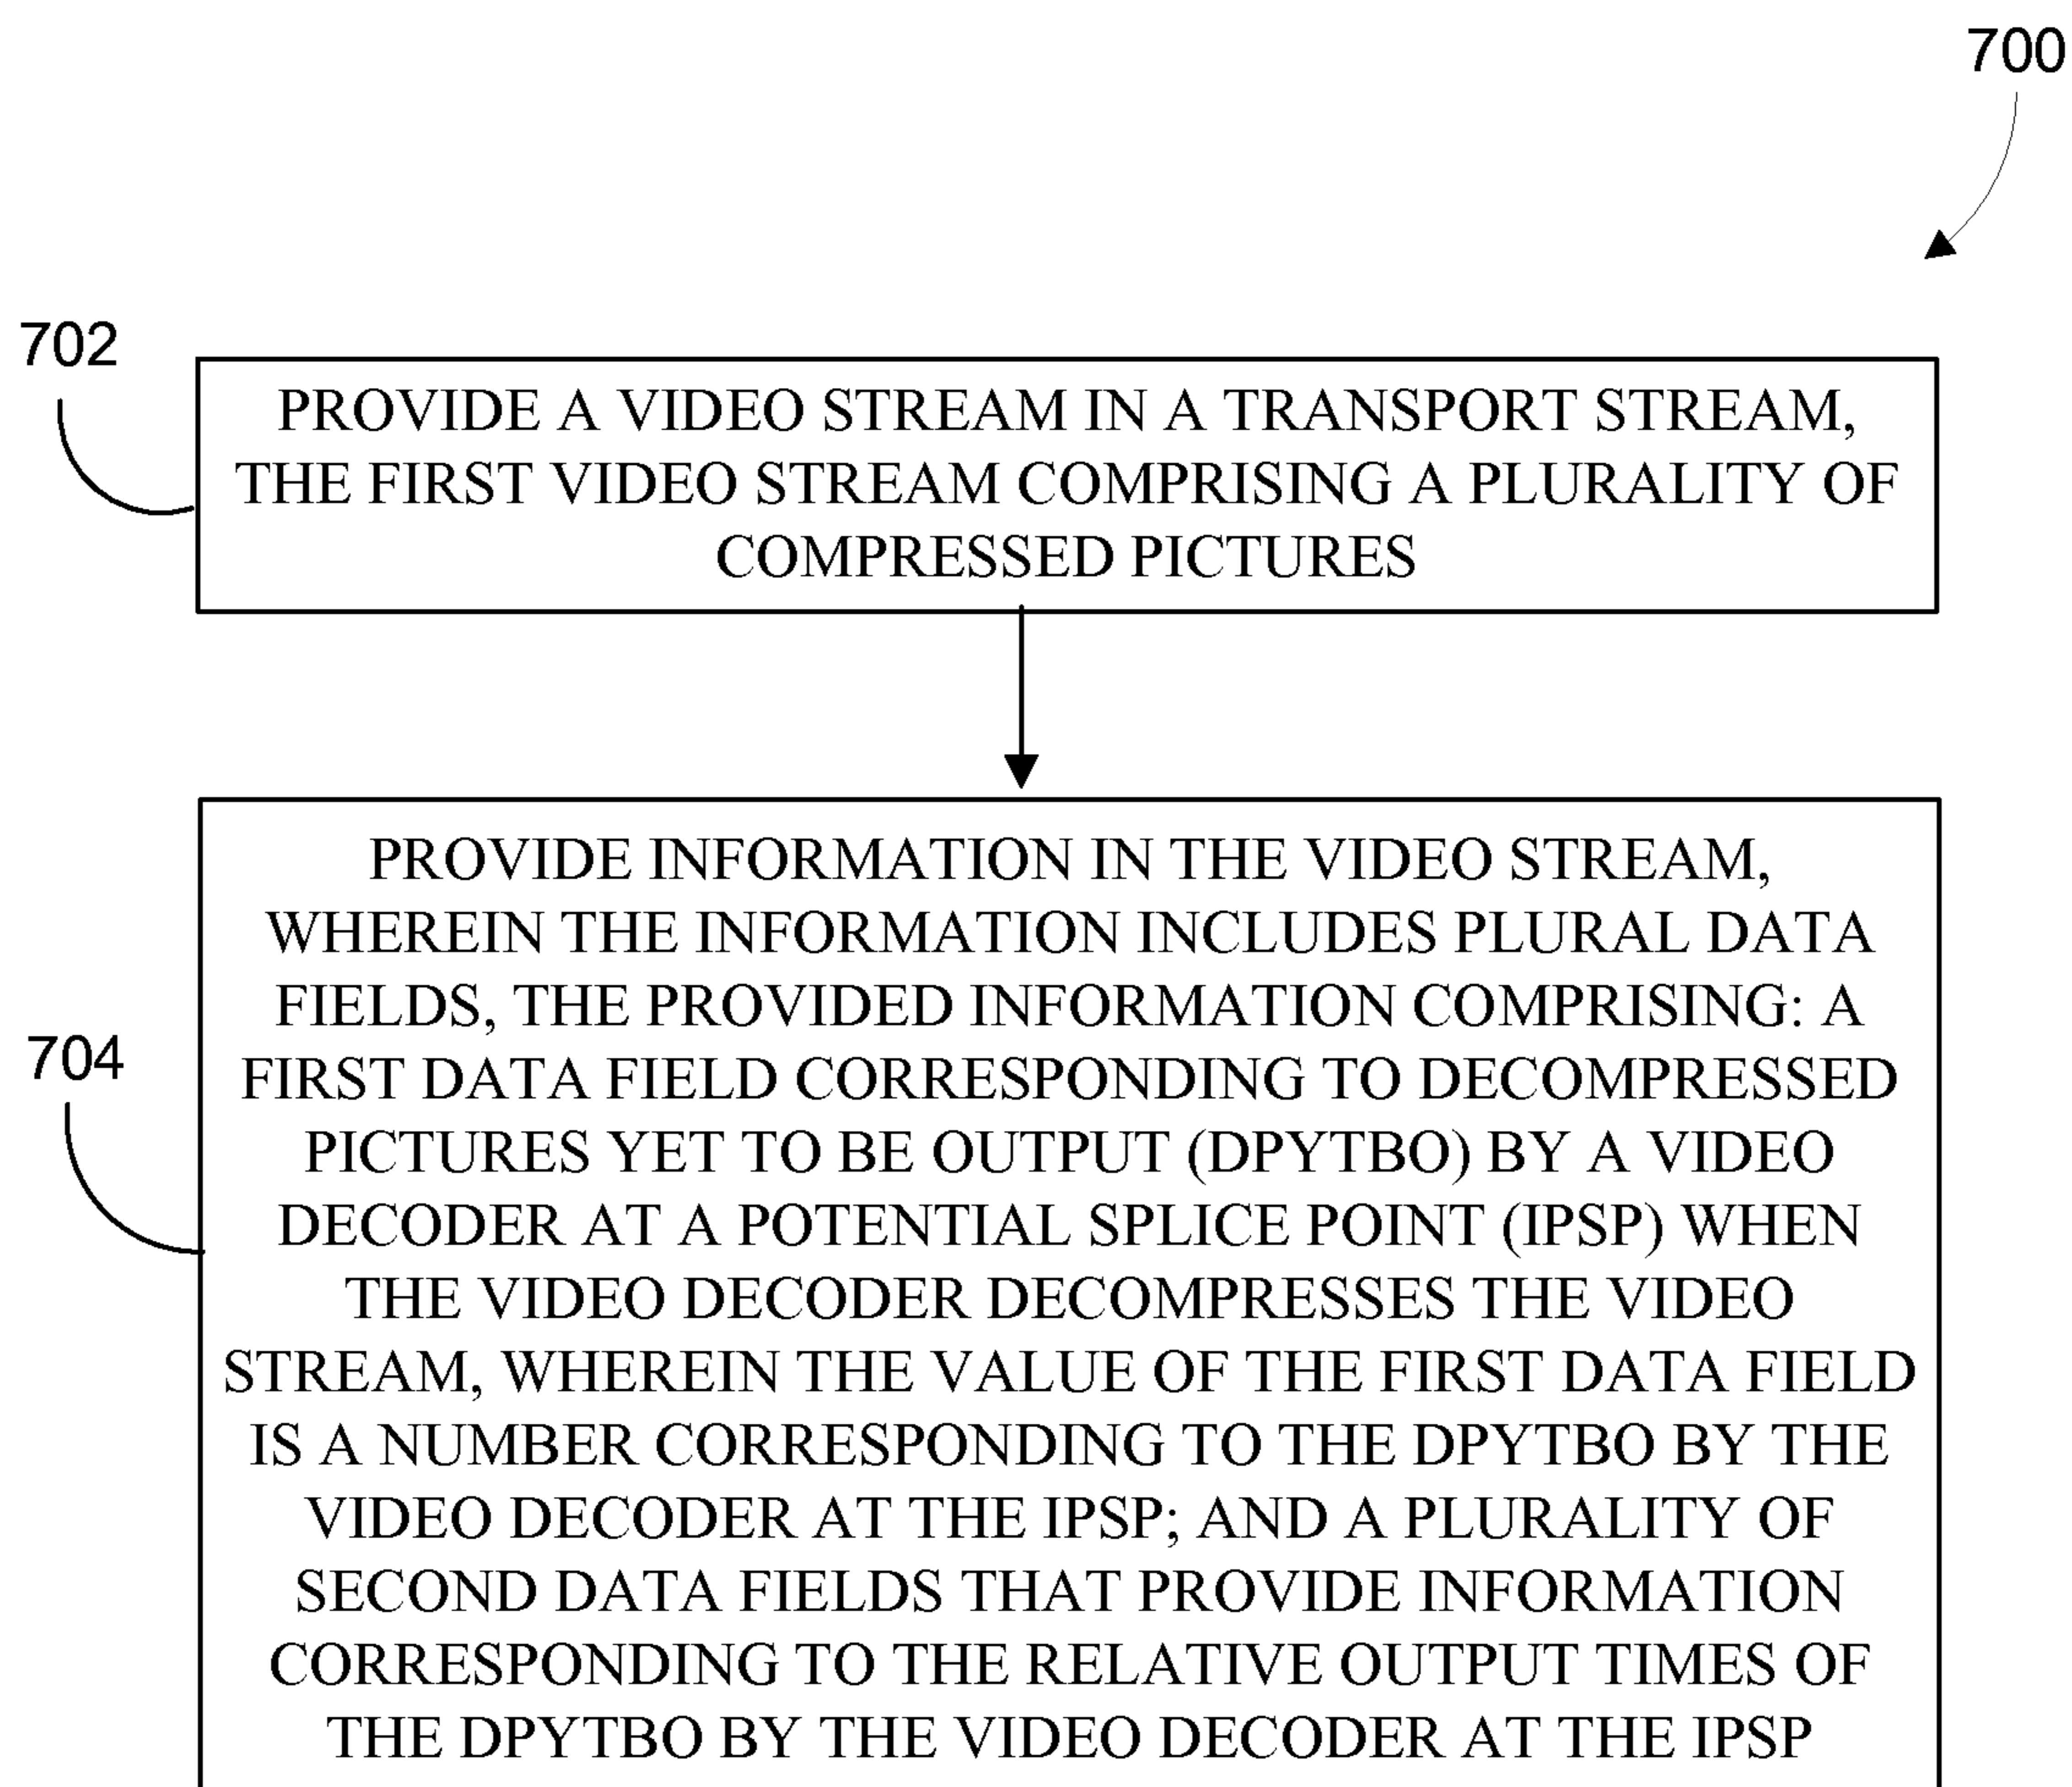 700
702
PROVIDE A VIDEO STREAM IN A TRANSPORT STREAM,
THE FIRST VIDEO STREAM COMPRISING A PLURALITY OF
COMPRESSED PICTURES
704
PROVIDE INFORMATION IN THE VIDEO STREAM,
WHEREIN THE INFORMATION INCLUDES PLURAL DATA
FIELDS, THE PROVIDED INFORMATION COMPRISING: A
FIRST DATA FIELD CORRESPONDING TO DECOMPRESSED
PICTURES YET TO BE OUTPUT (DPYTBO) BY A VIDEO
DECODER AT A POTENTIAL SPLICE POINT (IPSP) WHEN
THE VIDEO DECODER DECOMPRESSES THE VIDEO
STREAM, WHEREIN THE VALUE OF THE FIRST DATA FIELD
IS A NUMBER CORRESPONDING TO THE DPYTBO BY THE
VIDEO DECODER AT THE IPSP; AND A PLURALITY OF
SECOND DATA FIELDS THAT PROVIDE INFORMATION
CORRESPONDING TO THE RELATIVE OUTPUT TIMES OF
THE DPYTBO BY THE VIDEO DECODER AT THE IPSP